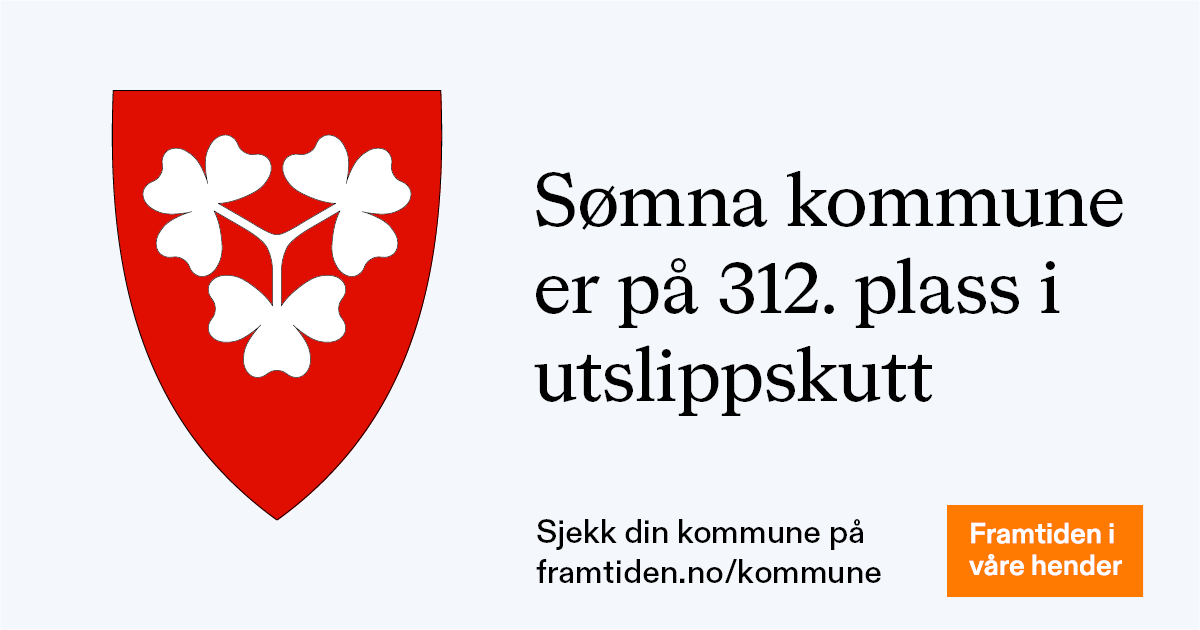 Sømna kommune
er på 312. plass i
utslippskutt
Sjekk din kommune på
framtiden.no/kommune
Framtiden i
våre hender